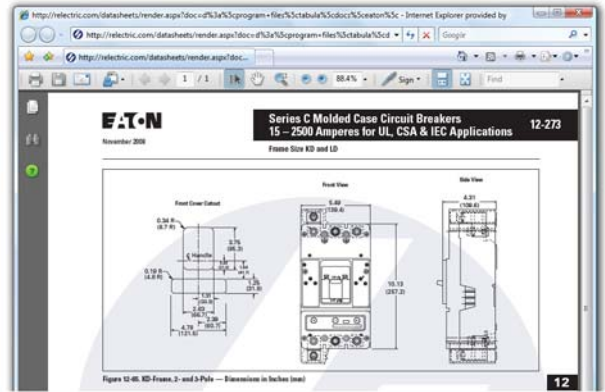 http://relectric.com/datasheets/render.aspx?doc=d%3a%5cprogram+files%5ctabula%5cdocs%5ceaton%5c - Internet Explorer provided by
http://relectric.com/datasheets/render.aspx?doc=d%3a%5cprogram+files%5ctabula%5cd
Google
http://relectric.com/datasheets/render.aspx?doc...
1 / 1
88.4%
Sign
Find
EATON
November 2006
Series C Molded Case Circuit Breakers
15 – 2500 Amperes for UL, CSA & IEC Applications
12-273
Frame Size KD and LD
Front Cover Cutout
Front View
Side View
5.49
(139.4)
4.31
(109.5)
0.34 R
(8.7 R)
3.75
(95.3)
Handle
0.19 R
(4.8 R)
1.25
(31.8)
10.13
(257.2)
2.63
(66.7)
4.79
(121.6)
Figure 12-65. KD-Frame, 2- and 3-Pole — Dimensions in Inches (mm)
12